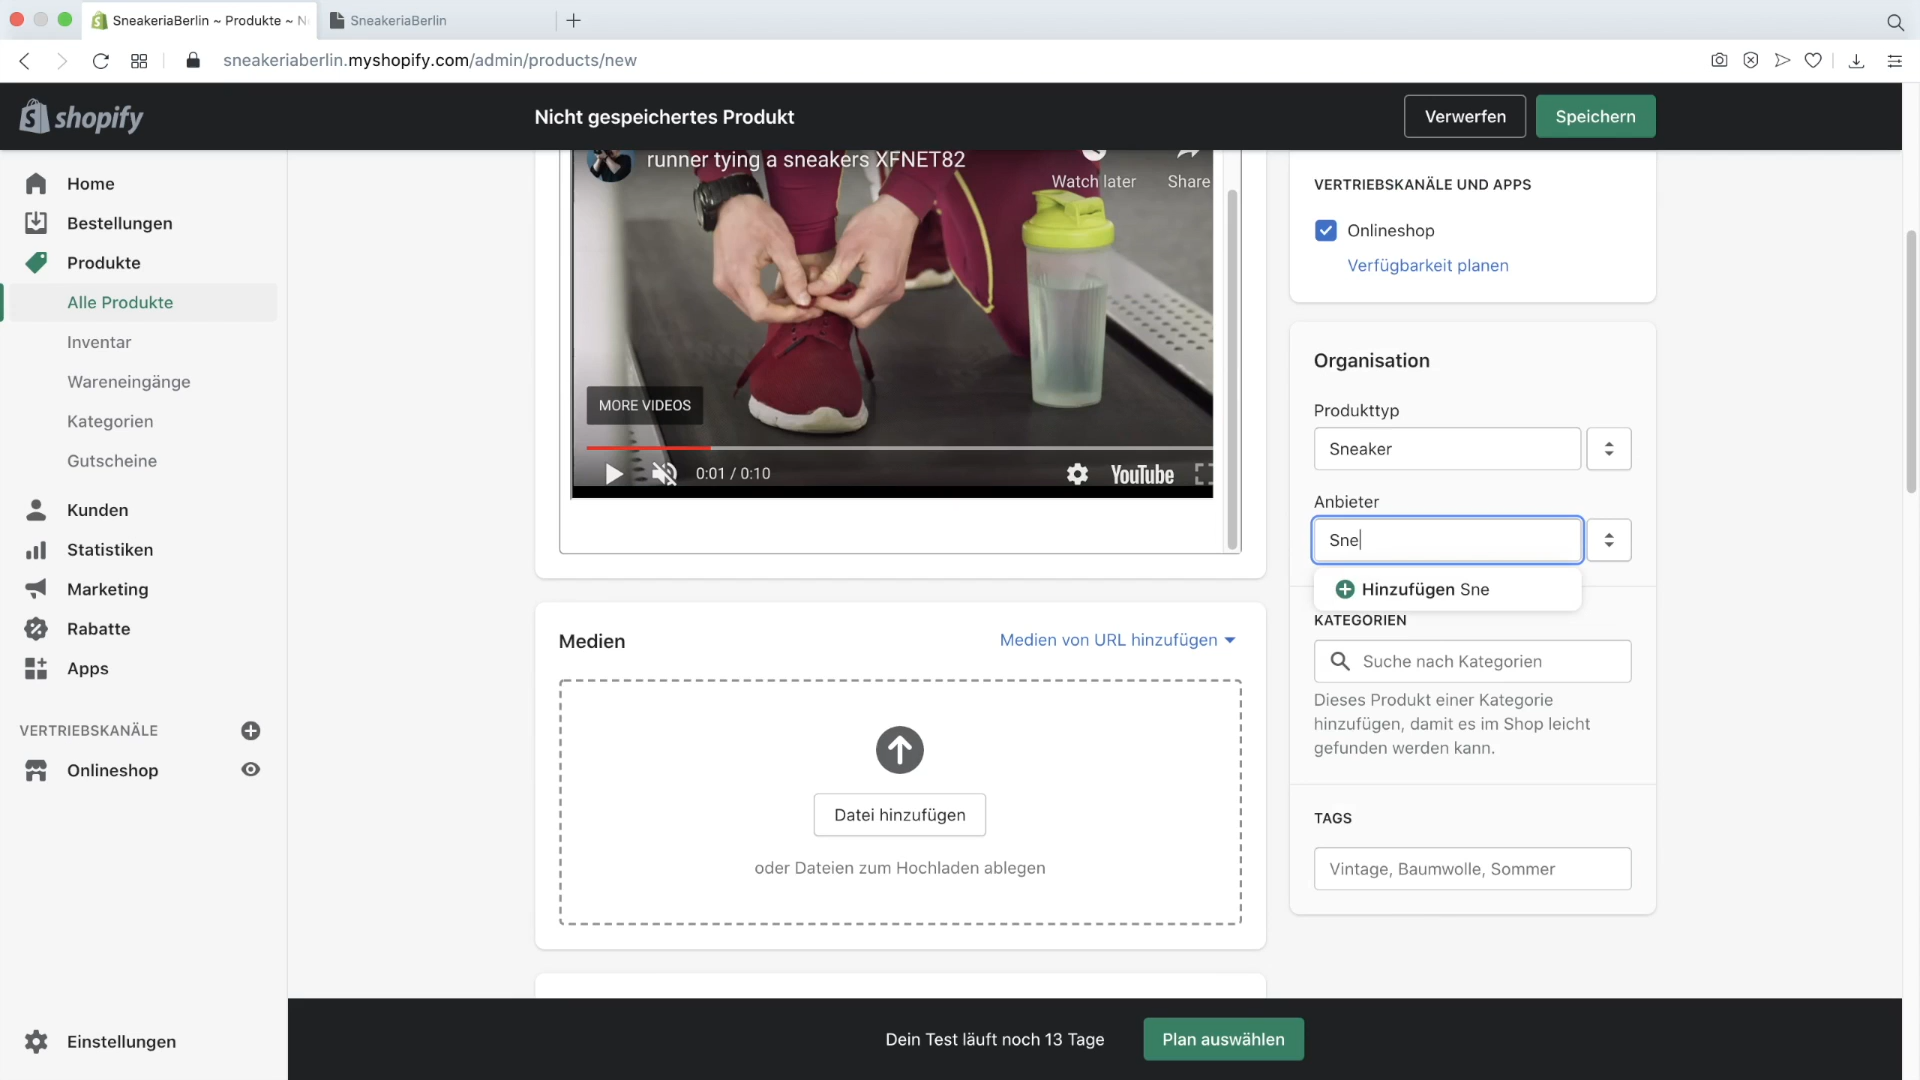 SneakeriaBerlin ~ Produkte ~ N
SneakeriaBerlin
sneakeriaberlin.myshopify.com/admin/products/new
shopify
Nicht gespeichertes Produkt
Verwerfen
Speichern
Home
Bestellungen
Produkte
Alle Produkte
Inventar
Wareneingänge
Kategorien
Gutscheine
Kunden
Statistiken
Marketing
Rabatte
Apps
VERTRIEBSKANÄLE
Onlineshop
Einstellungen
runner tying a sneakers XFNET82
Watch later
Share
MORE VIDEOS
0:01 / 0:10
YouTube
Medien
Medien von URL hinzufügen
Datei hinzufügen
oder Dateien zum Hochladen ablegen
VERTRIEBSKANÄLE UND APPS
Onlineshop
Verfügbarkeit planen
Organisation
Produkttyp
Sneaker
Anbieter
Sne
Hinzufügen Sne
KATEGORIEN
Suche nach Kategorien
Dieses Produkt einer Kategorie
hinzufügen, damit es im Shop leicht
gefunden werden kann.
TAGS
Vintage, Baumwolle, Sommer
Dein Test läuft noch 13 Tage
Plan auswählen